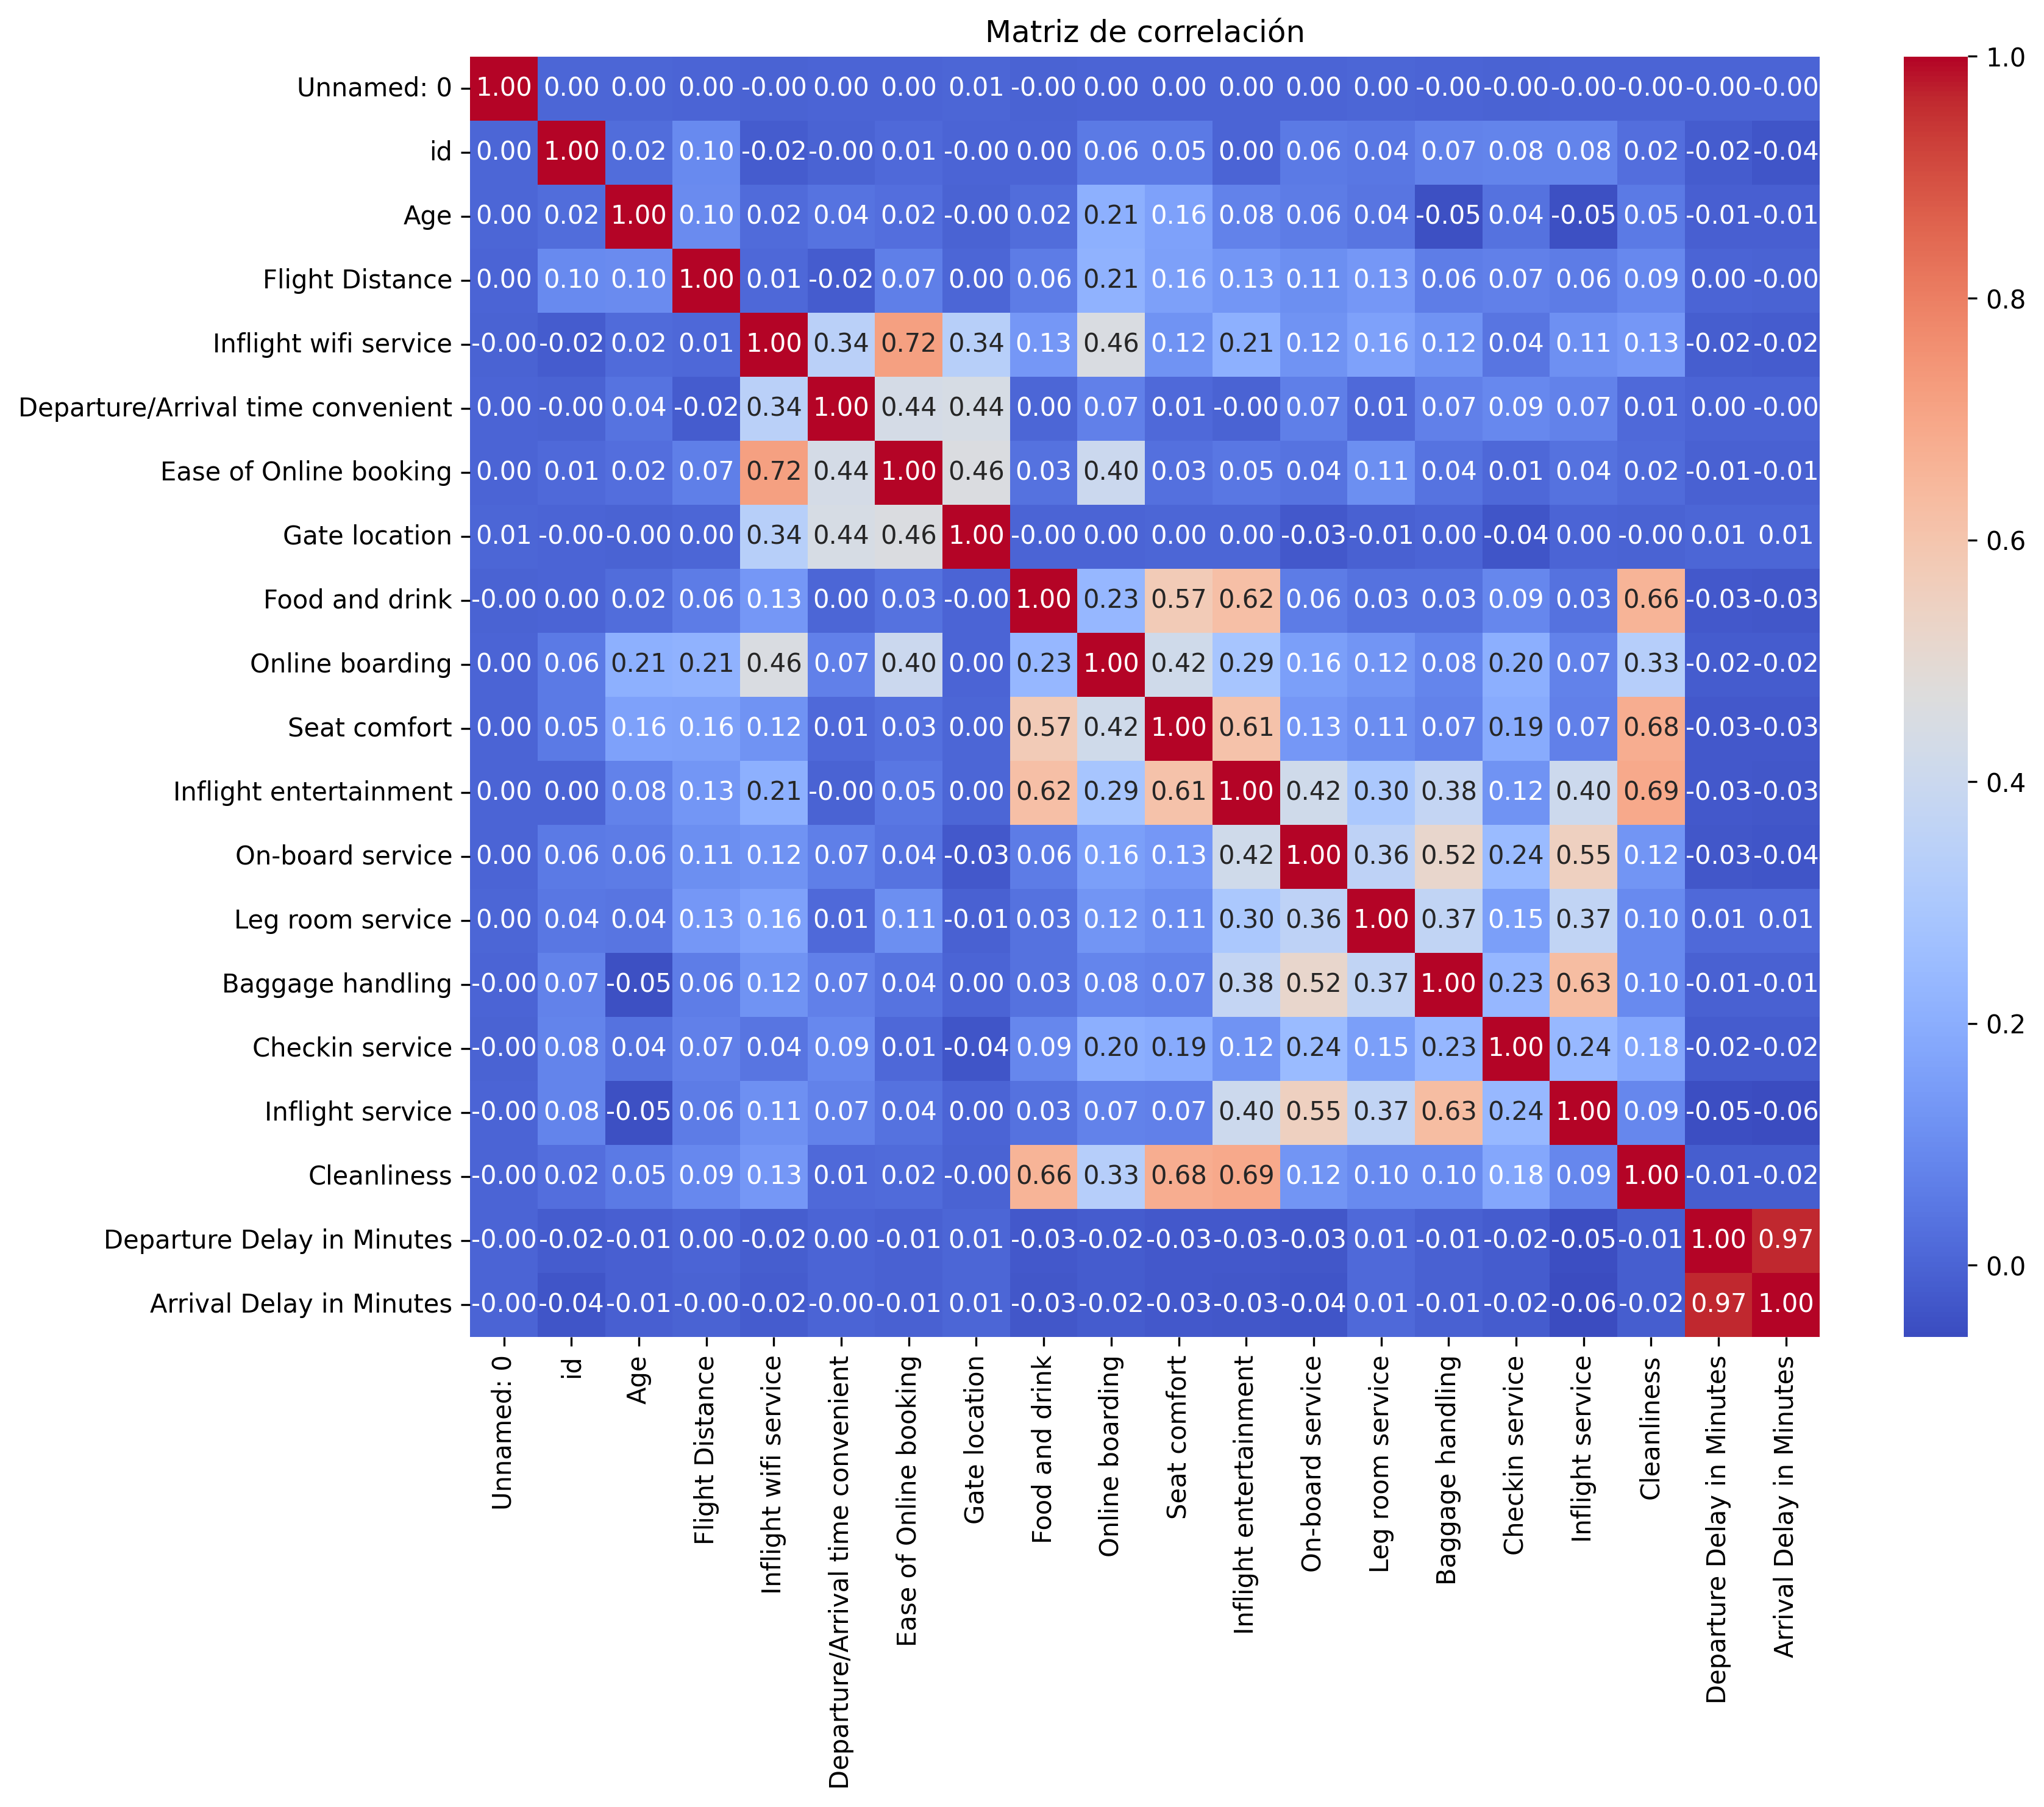 Matriz de correlación
Unnamed: 0 1.00 0.00 0.00 0.00 -0.00 0.00 0.00 0.01 -0.00 0.00 0.00 0.00 0.00 0.00 -0.00 -0.00 -0.00 -0.00 -0.00 -0.00
id 0.00 1.00 0.02 0.10 -0.02 -0.00 0.01 -0.00 0.00 0.06 0.05 0.00 0.06 0.04 0.07 0.08 0.08 0.02 -0.02 -0.04
Age 0.00 0.02 1.00 0.10 0.02 0.04 0.02 -0.00 0.02 0.21 0.16 0.08 0.06 0.04 -0.05 0.04 -0.05 0.05 -0.01 -0.01
Flight Distance 0.00 0.10 0.10 1.00 0.01 -0.02 0.07 0.00 0.06 0.21 0.16 0.13 0.11 0.13 0.06 0.07 0.06 0.09 0.00 -0.00
Inflight wifi service -0.00 -0.02 0.02 0.01 1.00 0.34 0.72 0.34 0.13 0.46 0.12 0.21 0.12 0.16 0.12 0.04 0.11 0.13 -0.02 -0.02
Departure/Arrival time convenient 0.00 -0.00 0.04 -0.02 0.34 1.00 0.44 0.44 0.00 0.07 0.01 -0.00 0.07 0.01 0.07 0.09 0.07 0.01 0.00 -0.00
Ease of Online booking 0.00 0.01 0.02 0.07 0.72 0.44 1.00 0.46 0.03 0.40 0.03 0.05 0.04 0.11 0.04 0.01 0.04 0.02 -0.01 -0.01
Gate location 0.01 -0.00 -0.00 0.00 0.34 0.44 0.46 1.00 -0.00 0.00 0.00 0.00 -0.03 -0.01 0.00 -0.04 0.00 -0.00 0.01 0.01
Food and drink -0.00 0.00 0.02 0.06 0.13 0.00 0.03 -0.00 1.00 0.23 0.57 0.62 0.06 0.03 0.03 0.09 0.03 0.66 -0.03 -0.03
Online boarding 0.00 0.06 0.21 0.21 0.46 0.07 0.40 0.00 0.23 1.00 0.42 0.29 0.16 0.12 0.08 0.20 0.07 0.33 -0.02 -0.02
Seat comfort 0.00 0.05 0.16 0.16 0.12 0.01 0.03 0.00 0.57 0.42 1.00 0.61 0.13 0.11 0.07 0.19 0.07 0.68 -0.03 -0.03
Inflight entertainment 0.00 0.00 0.08 0.13 0.21 -0.00 0.05 0.00 0.62 0.29 0.61 1.00 0.42 0.30 0.38 0.12 0.40 0.69 -0.03 -0.03
On-board service 0.00 0.06 0.06 0.11 0.12 0.07 0.04 -0.03 0.06 0.16 0.13 0.42 1.00 0.36 0.52 0.24 0.55 0.12 -0.03 -0.04
Leg room service 0.00 0.04 0.04 0.13 0.16 0.01 0.11 -0.01 0.03 0.12 0.11 0.30 0.36 1.00 0.37 0.15 0.37 0.10 0.01 0.01
Baggage handling -0.00 0.07 -0.05 0.06 0.12 0.07 0.04 0.00 0.03 0.08 0.07 0.38 0.52 0.37 1.00 0.23 0.63 0.10 -0.01 -0.01
Checkin service -0.00 0.08 0.04 0.07 0.04 0.09 0.01 -0.04 0.09 0.20 0.19 0.12 0.24 0.15 0.23 1.00 0.24 0.18 -0.02 -0.02
Inflight service -0.00 0.08 -0.05 0.06 0.11 0.07 0.04 0.00 0.03 0.07 0.07 0.40 0.55 0.37 0.63 0.24 1.00 0.09 -0.05 -0.06
Cleanliness -0.00 0.02 0.05 0.09 0.13 0.01 0.02 -0.00 0.66 0.33 0.68 0.69 0.12 0.10 0.10 0.18 0.09 1.00 -0.01 -0.02
Departure Delay in Minutes -0.00 -0.02 -0.01 0.00 -0.02 0.00 -0.01 0.01 -0.03 -0.02 -0.03 -0.03 -0.03 0.01 -0.01 -0.02 -0.05 -0.01 1.00 0.97
Arrival Delay in Minutes -0.00 -0.04 -0.01 -0.00 -0.02 -0.00 -0.01 0.01 -0.03 -0.02 -0.03 -0.03 -0.04 0.01 -0.01 -0.02 -0.06 -0.02 0.97 1.00
Unnamed: 0
id
Age
Flight Distance
Inflight wifi service
Departure/Arrival time convenient
Ease of Online booking
Gate location
Food and drink
Online boarding
Seat comfort
Inflight entertainment
On-board service
Leg room service
Baggage handling
Checkin service
Inflight service
Cleanliness
Departure Delay in Minutes
Arrival Delay in Minutes
1.0
0.8
0.6
0.4
0.2
0.0